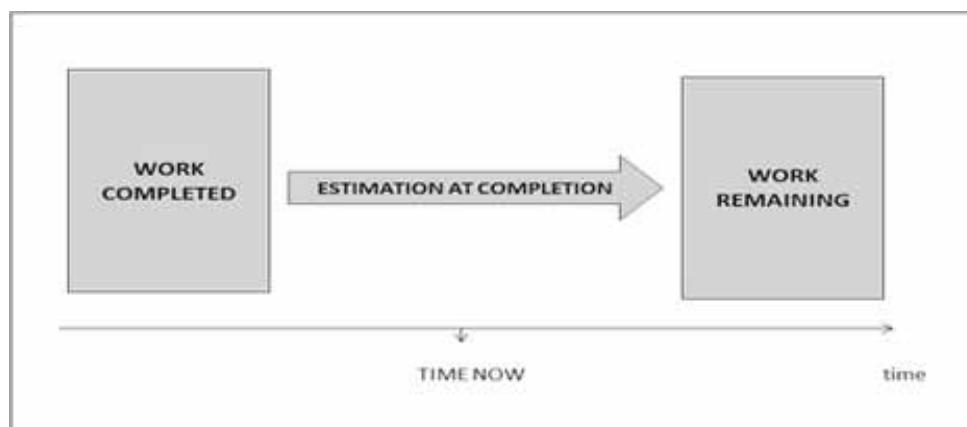 WORK
COMPLETED
ESTIMATION AT COMPLETION
WORK
REMAINING
TIME NOW
time